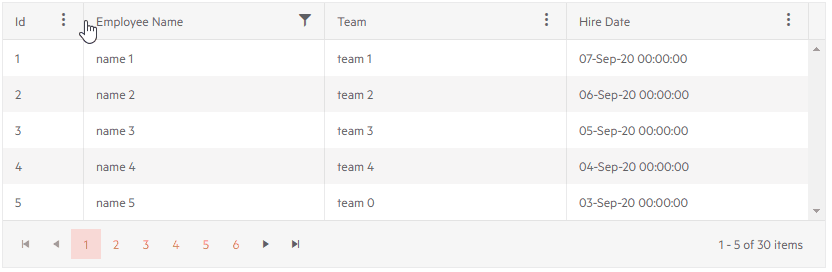 Id Employee Name Team Hire Date
1 name 1 team 1 07-Sep-20 00:00:00
2 name 2 team 2 06-Sep-20 00:00:00
3 name 3 team 3 05-Sep-20 00:00:00
4 name 4 team 4 04-Sep-20 00:00:00
5 name 5 team 0 03-Sep-20 00:00:00
1 2 3 4 5 6 1 - 5 of 30 items